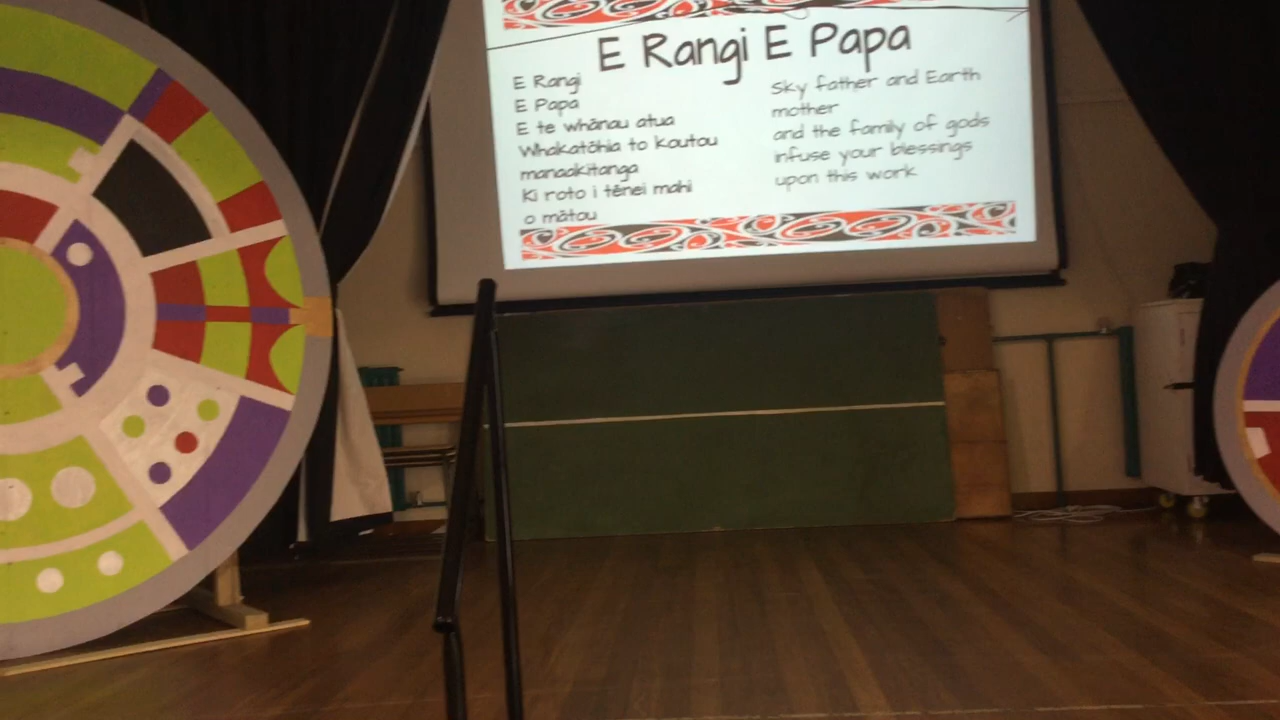 E Rangi E Papa
E Rangi
E Papa
E te whānau atua
Whakatōhia to koutou
manaakitanga
Ki roto i tēnei mahi
o mātou
Sky father and Earth
mother
and the family of gods
infuse your blessings
upon this work